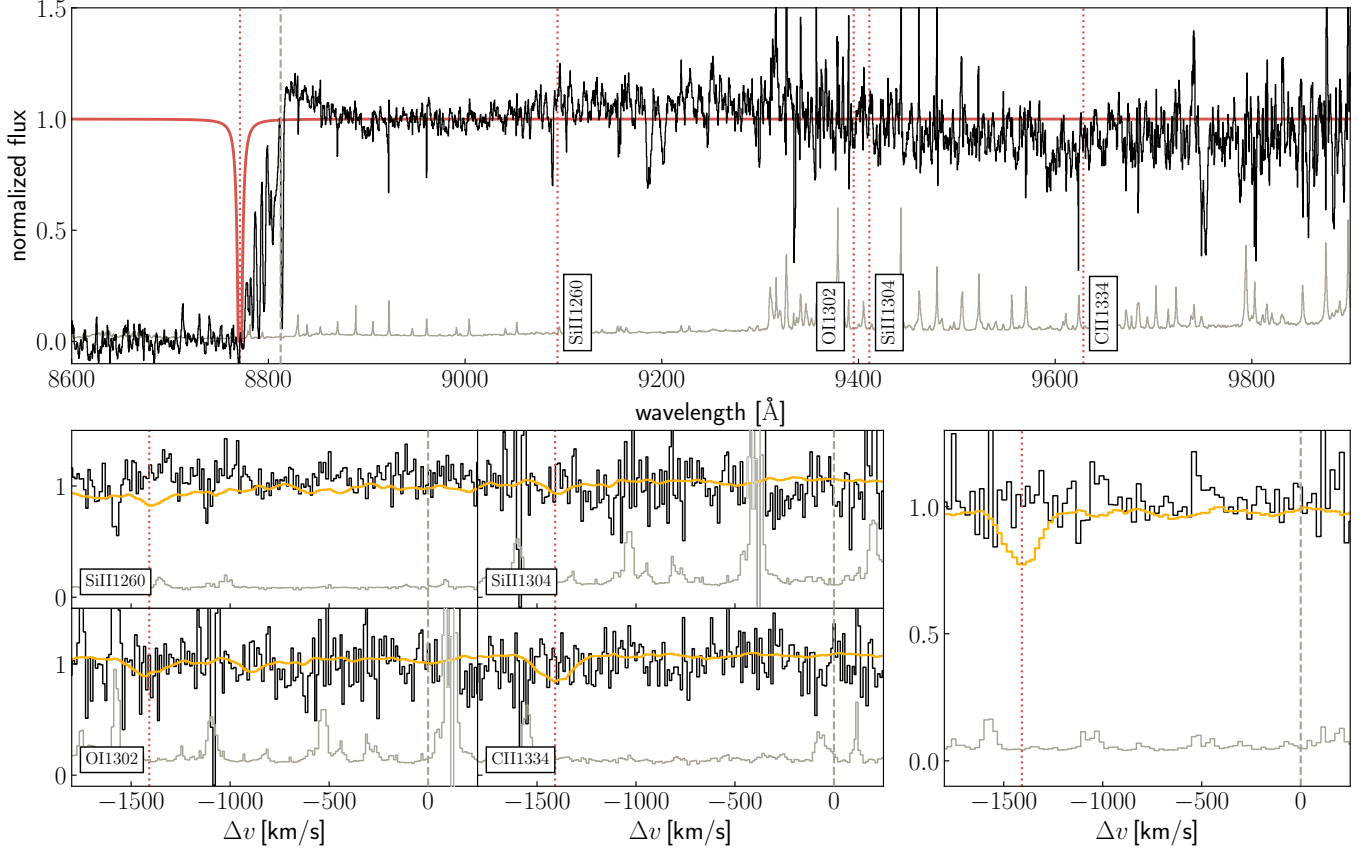 1.5
1.0
0.5
0.0
normalized flux
SiII1260
OI1302
SiII1304
CII1334
8600 8800 9000 9200 9400 9600 9800
wavelength [Å]
1
0
SiII1260
SiII1304
1
0
OI1302
CII1334
−1500 −1000 −500 0
Δv [km/s]
−1500 −1000 −500 0
Δv [km/s]
1.0
0.5
0.0
−1500 −1000 −500 0
Δv [km/s]